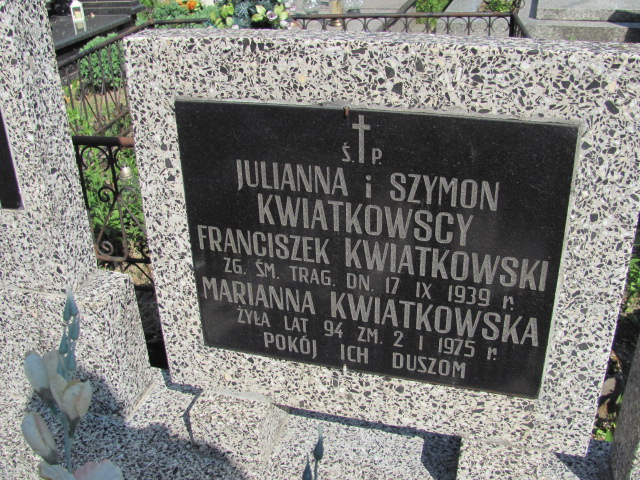 Ś. P.
JULIANNA i SZYMON
KWIATKOWSCY
FRANCISZEK KWIATKOWSKI
ZG. ŚM. TRAG. DN. 17 IX 1939 r.
MARIANNA KWIATKOWSKA
ŻYŁA LAT 94 ZM. 2 I 1975 r.
POKÓJ ICH DUSZOM